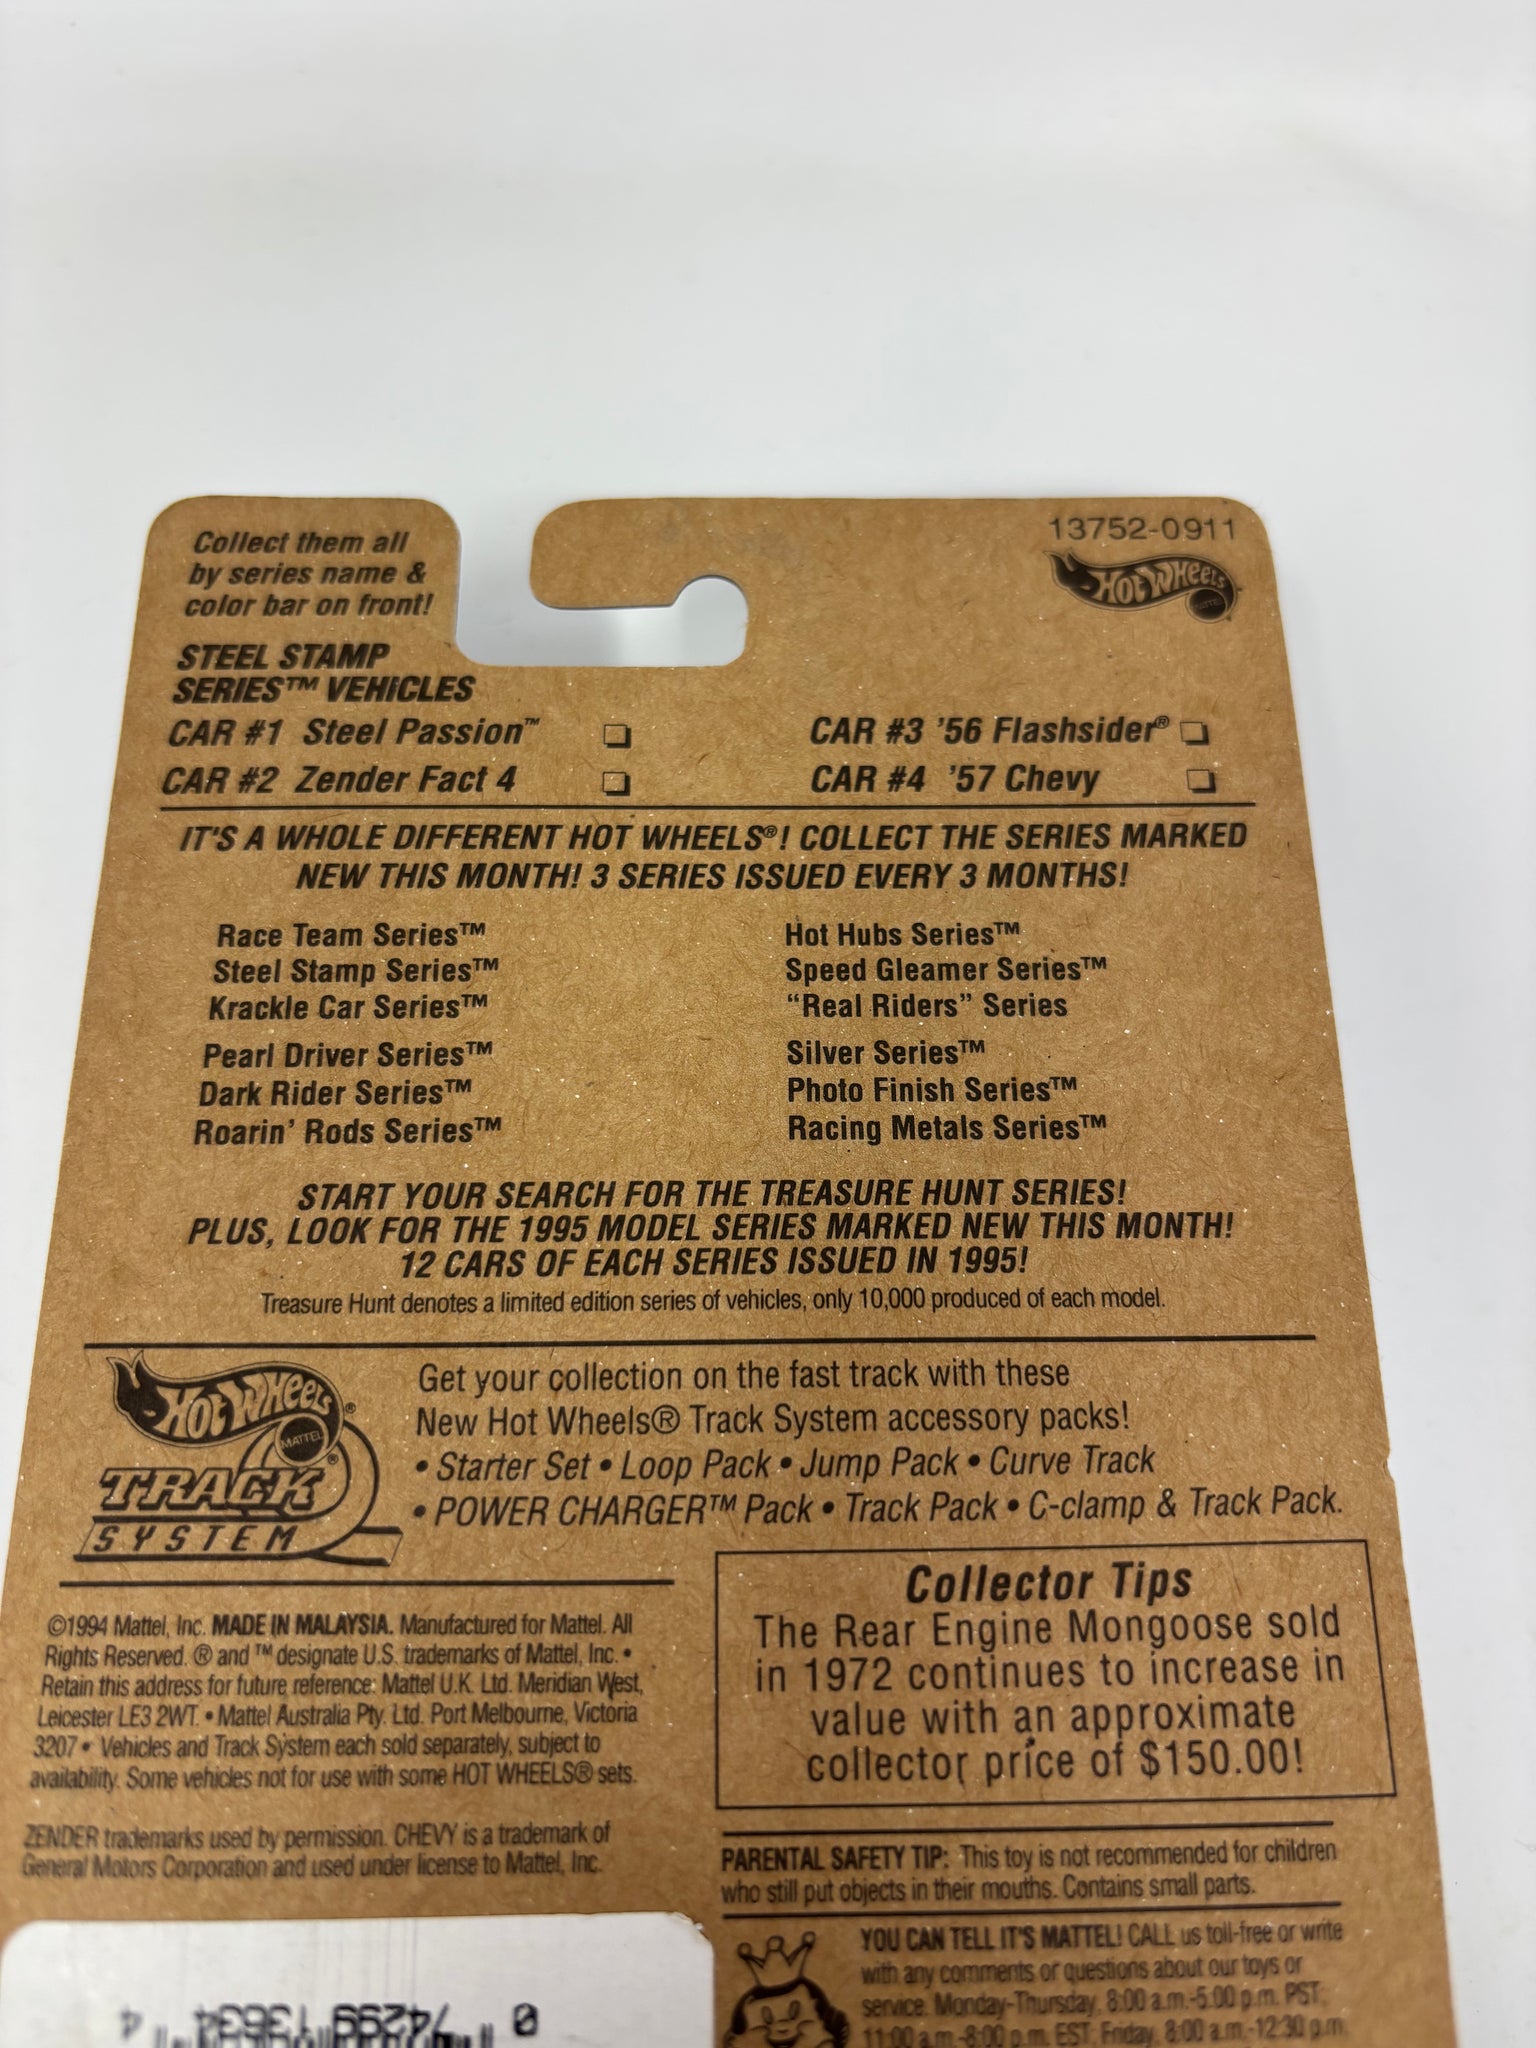 Collect them all
by series name &
color bar on front!
13752-0911
HOT WHEELS
MATTEL
STEEL STAMP
SERIES™ VEHICLES
CAR #1 Steel Passion™ ❏
CAR #2 Zender Fact 4 ❏
CAR #3 '56 Flashsider® ❏
CAR #4 '57 Chevy ❏
IT'S A WHOLE DIFFERENT HOT WHEELS®! COLLECT THE SERIES MARKED
NEW THIS MONTH! 3 SERIES ISSUED EVERY 3 MONTHS!
Race Team Series™
Steel Stamp Series™
Krackle Car Series™
Pearl Driver Series™
Dark Rider Series™
Roarin' Rods Series™
Hot Hubs Series™
Speed Gleamer Series™
“Real Riders” Series
Silver Series™
Photo Finish Series™
Racing Metals Series™
START YOUR SEARCH FOR THE TREASURE HUNT SERIES!
PLUS, LOOK FOR THE 1995 MODEL SERIES MARKED NEW THIS MONTH!
12 CARS OF EACH SERIES ISSUED IN 1995!
Treasure Hunt denotes a limited edition series of vehicles, only 10,000 produced of each model.
HOT WHEELS ®
MATTEL
TRACK ®
SYSTEM
Get your collection on the fast track with these
New Hot Wheels® Track System accessory packs!
• Starter Set • Loop Pack • Jump Pack • Curve Track
• POWER CHARGER™ Pack • Track Pack • C-clamp & Track Pack.
©1994 Mattel, Inc. MADE IN MALAYSIA. Manufactured for Mattel. All
Rights Reserved. ® and ™ designate U.S. trademarks of Mattel, Inc. •
Retain this address for future reference: Mattel U.K. Ltd. Meridian West,
Leicester LE3 2WT. • Mattel Australia Pty. Ltd. Port Melbourne, Victoria
3207 • Vehicles and Track System each sold separately, subject to
availability. Some vehicles not for use with some HOT WHEELS® sets.
ZENDER trademarks used by permission. CHEVY is a trademark of
General Motors Corporation and used under license to Mattel, Inc.
Collector Tips
The Rear Engine Mongoose sold
in 1972 continues to increase in
value with an approximate
collector price of $150.00!
PARENTAL SAFETY TIP: This toy is not recommended for children
who still put objects in their mouths. Contains small parts.
YOU CAN TELL IT'S MATTEL! CALL us toll-free or write
with any comments or questions about our toys or
service. Monday-Thursday, 8:00 a.m.-5:00 p.m. PST;
11:00 a.m.-8:00 p.m. EST; Friday, 8:00 a.m.-12:30 p.m.